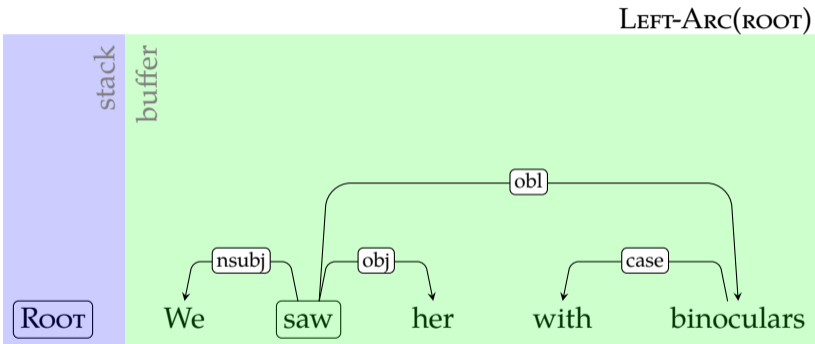 LEFT-ARC(ROOT)
stack
buffer
obl
nsubj obj case
ROOT We saw her with binoculars